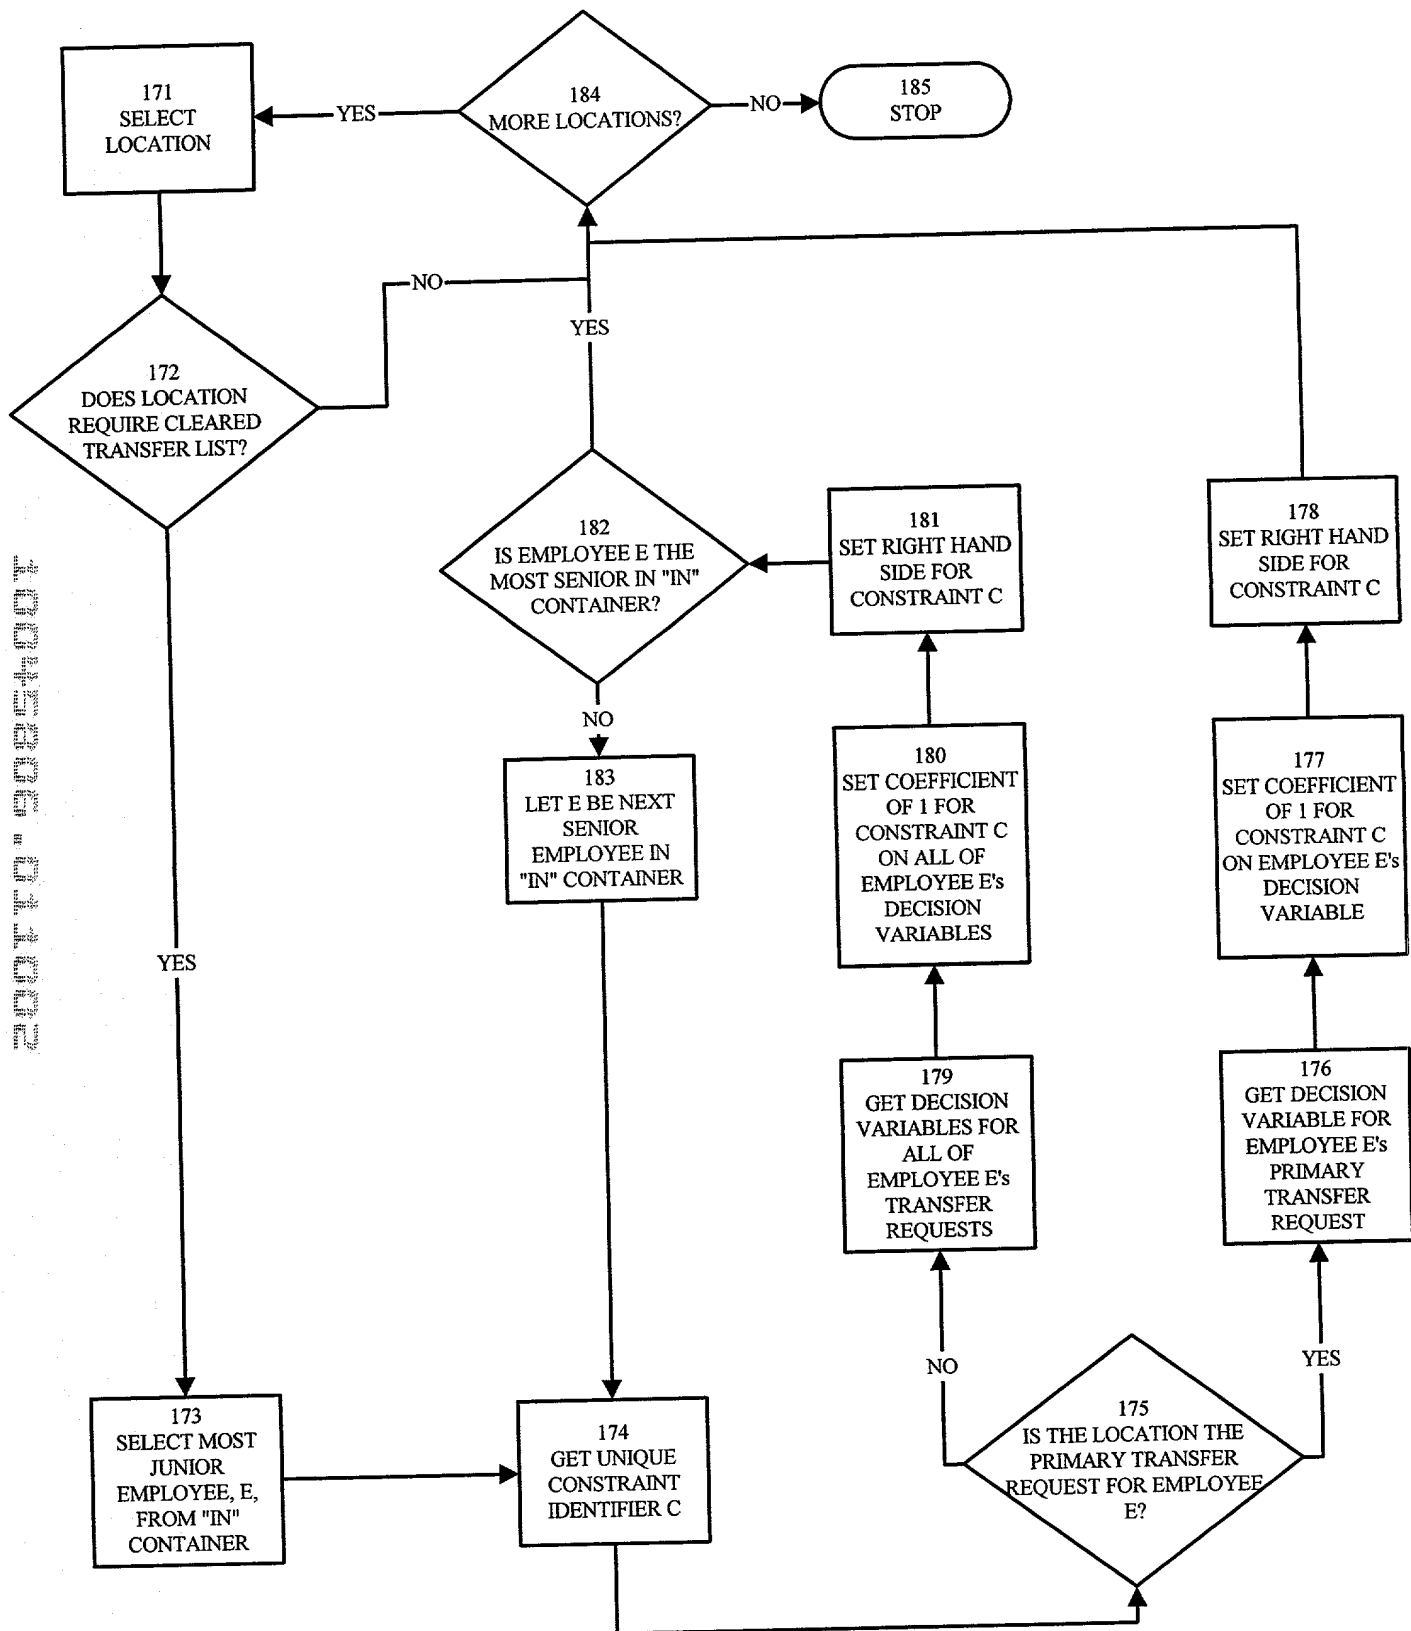 171
SELECT
LOCATION
YES
184
MORE LOCATIONS?
NO
185
STOP
NO
YES
172
DOES LOCATION
REQUIRE CLEARED
TRANSFER LIST?
182
IS EMPLOYEE E THE
MOST SENIOR IN "IN"
CONTAINER?
181
SET RIGHT HAND
SIDE FOR
CONSTRAINT C
178
SET RIGHT HAND
SIDE FOR
CONSTRAINT C
NO
183
LET E BE NEXT
SENIOR
EMPLOYEE IN
"IN" CONTAINER
180
SET COEFFICIENT
OF 1 FOR
CONSTRAINT C
ON ALL OF
EMPLOYEE E's
DECISION
VARIABLES
177
SET COEFFICIENT
OF 1 FOR
CONSTRAINT C
ON EMPLOYEE E's
DECISION
VARIABLE
YES
179
GET DECISION
VARIABLES FOR
ALL OF
EMPLOYEE E's
TRANSFER
REQUESTS
176
GET DECISION
VARIABLE FOR
EMPLOYEE E's
PRIMARY
TRANSFER
REQUEST
NO
YES
173
SELECT MOST
JUNIOR
EMPLOYEE, E,
FROM "IN"
CONTAINER
174
GET UNIQUE
CONSTRAINT
IDENTIFIER C
175
IS THE LOCATION THE
PRIMARY TRANSFER
REQUEST FOR EMPLOYEE
E?
10045806.011002